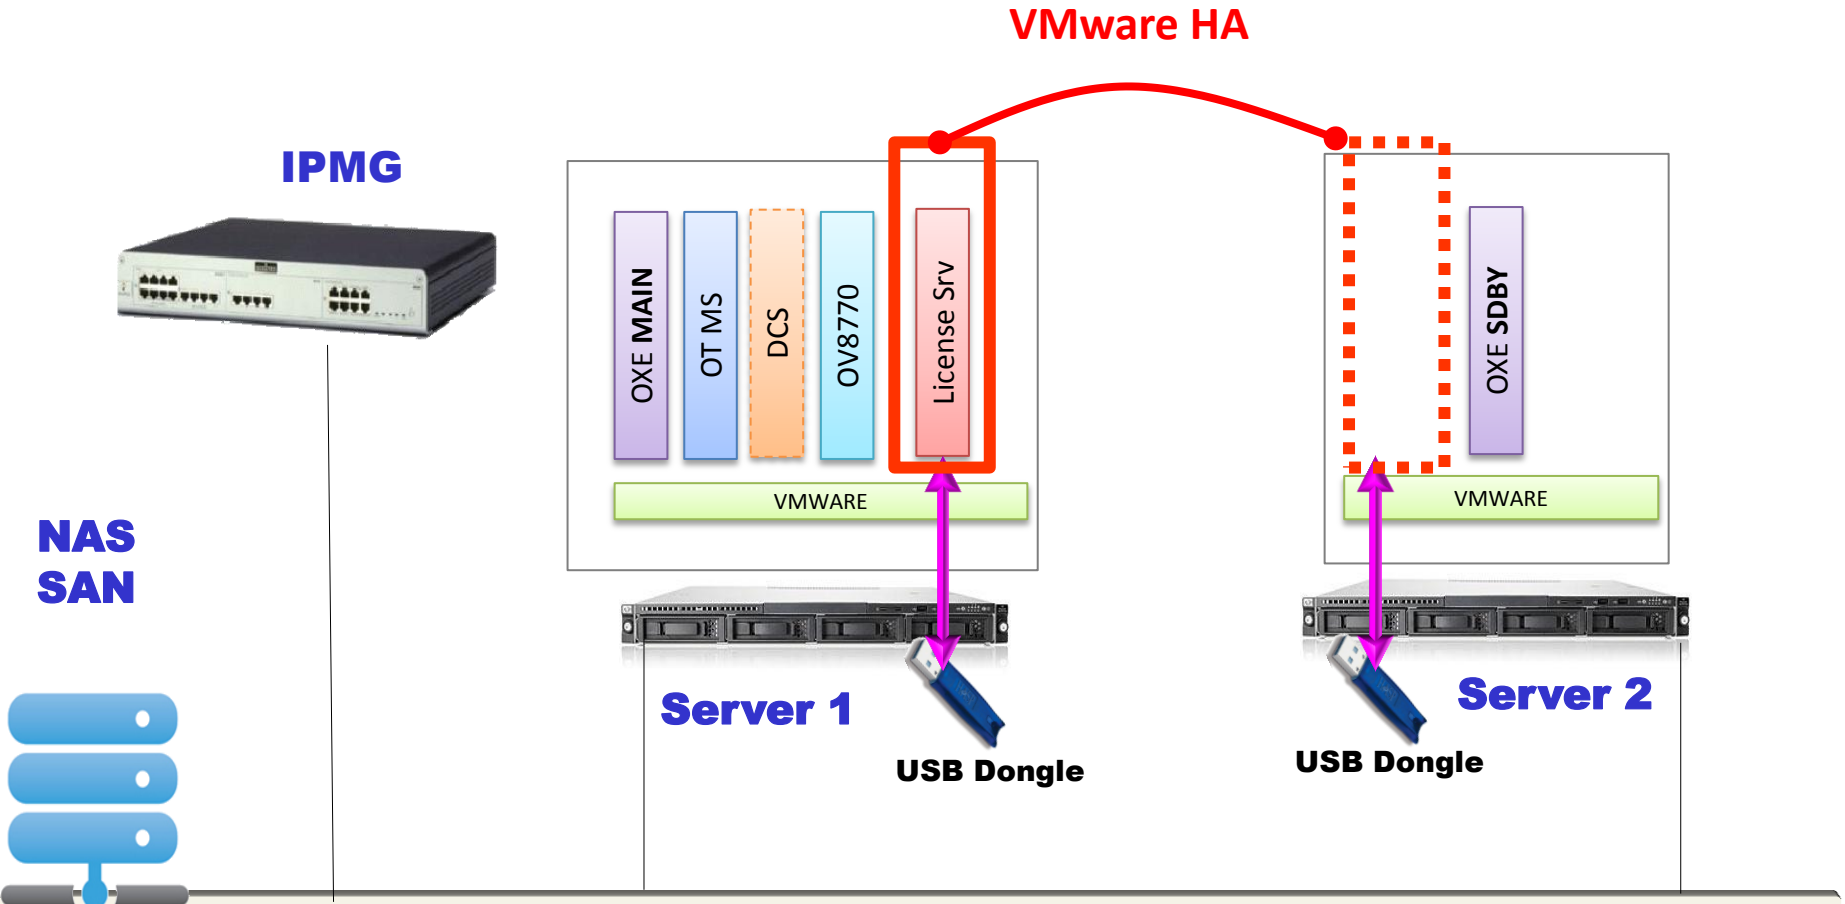 VMware HA
IPMG
OXE MAIN
OT MS
DCS
OV8770
License Srv
OXE SDBY
VMWARE
VMWARE
NAS
SAN
Server 1
Server 2
USB Dongle
USB Dongle